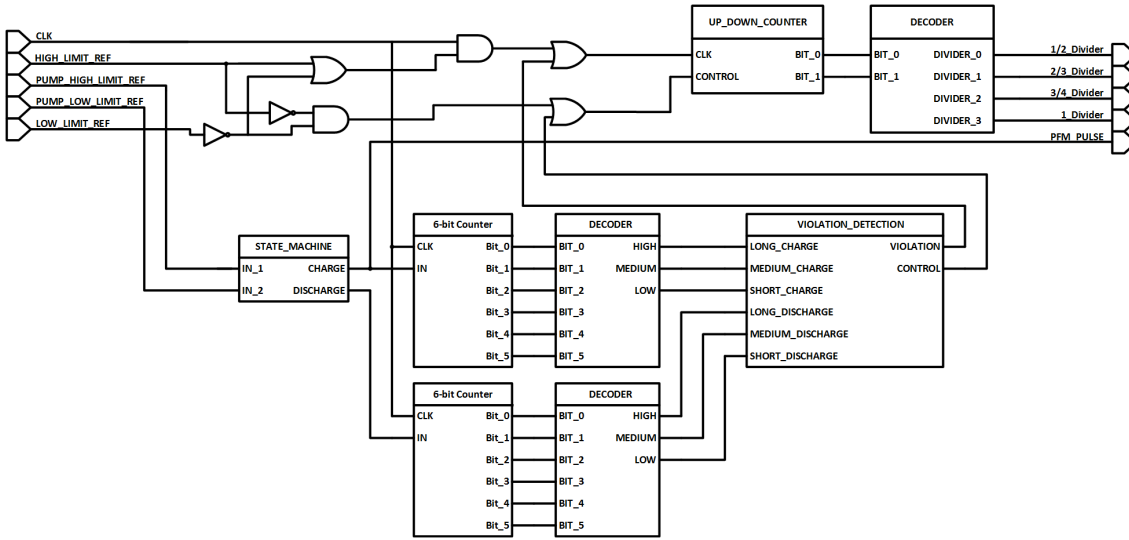 CLK
HIGH_LIMIT_REF
PUMP_HIGH_LIMIT_REF
PUMP_LOW_LIMIT_REF
LOW_LIMIT_REF
UP_DOWN_COUNTER
CLK
CONTROL
BIT_0
BIT_1
DECODER
BIT_0
BIT_1
DIVIDER_0
DIVIDER_1
DIVIDER_2
DIVIDER_3
1/2_Divider
2/3_Divider
3/4_Divider
1_Divider
PFM_PULSE
STATE_MACHINE
IN_1
IN_2
CHARGE
DISCHARGE
6-bit Counter
CLK
IN
Bit_0
Bit_1
Bit_2
Bit_3
Bit_4
Bit_5
DECODER
BIT_0
BIT_1
BIT_2
BIT_3
BIT_4
BIT_5
HIGH
MEDIUM
LOW
VIOLATION_DETECTION
LONG_CHARGE
MEDIUM_CHARGE
SHORT_CHARGE
LONG_DISCHARGE
MEDIUM_DISCHARGE
SHORT_DISCHARGE
VIOLATION
CONTROL
6-bit Counter
CLK
IN
Bit_0
Bit_1
Bit_2
Bit_3
Bit_4
Bit_5
DECODER
BIT_0
BIT_1
BIT_2
BIT_3
BIT_4
BIT_5
HIGH
MEDIUM
LOW